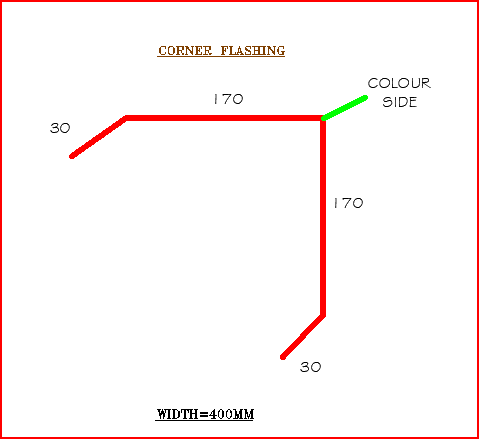 CORNER FLASHING
COLOUR
SIDE
170
30
170
30
WIDTH=400MM